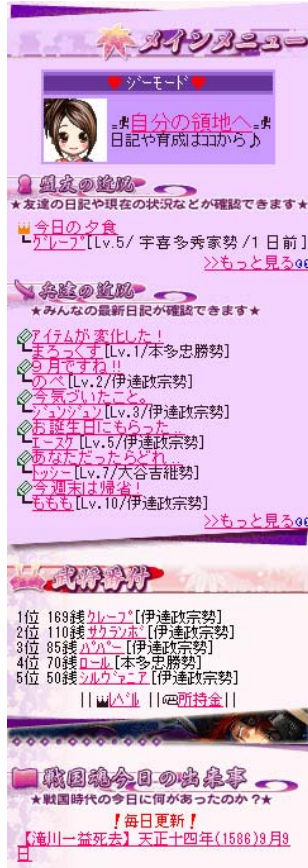 メインメニュー
ジーモード
自分の領地へ
日記や育成はココから♪
盟友の近況
★友達の日記や現在の状況などが確認できます★
今日の夕食
グレープ[Lv.5/宇喜多秀家勢/1日前]
>>もっと見る
兵達の近況
★みんなの最新日記が確認できます★
アイテムが変化した!
まろっくす[Lv.1/本多忠勝勢]
9月ですね!!
のべ[Lv.2/伊達政宗勢]
今気づいたこと。
ジュンジュン[Lv.3/伊達政宗勢]
お誕生日にもらった..
エースケ[Lv.5/伊達政宗勢]
あなただったらどれ..
トッシー[Lv.7/大谷吉継勢]
今週末は帰省!
ももも[Lv.10/伊達政宗勢]
>>もっと見る
武将番付
1位 169銭クレープ[伊達政宗勢]
2位 110銭サクランボ[伊達政宗勢]
3位 85銭パパー[伊達政宗勢]
4位 70銭ロール[本多忠勝勢]
5位 50銭シルヴァニア[伊達政宗勢]
||レベル||所持金||
戦国魂今日の出来事
★戦国時代の今日に何があったのか?★
!毎日更新!
【滝川一益死去】天正十四年(1586)9月9
日